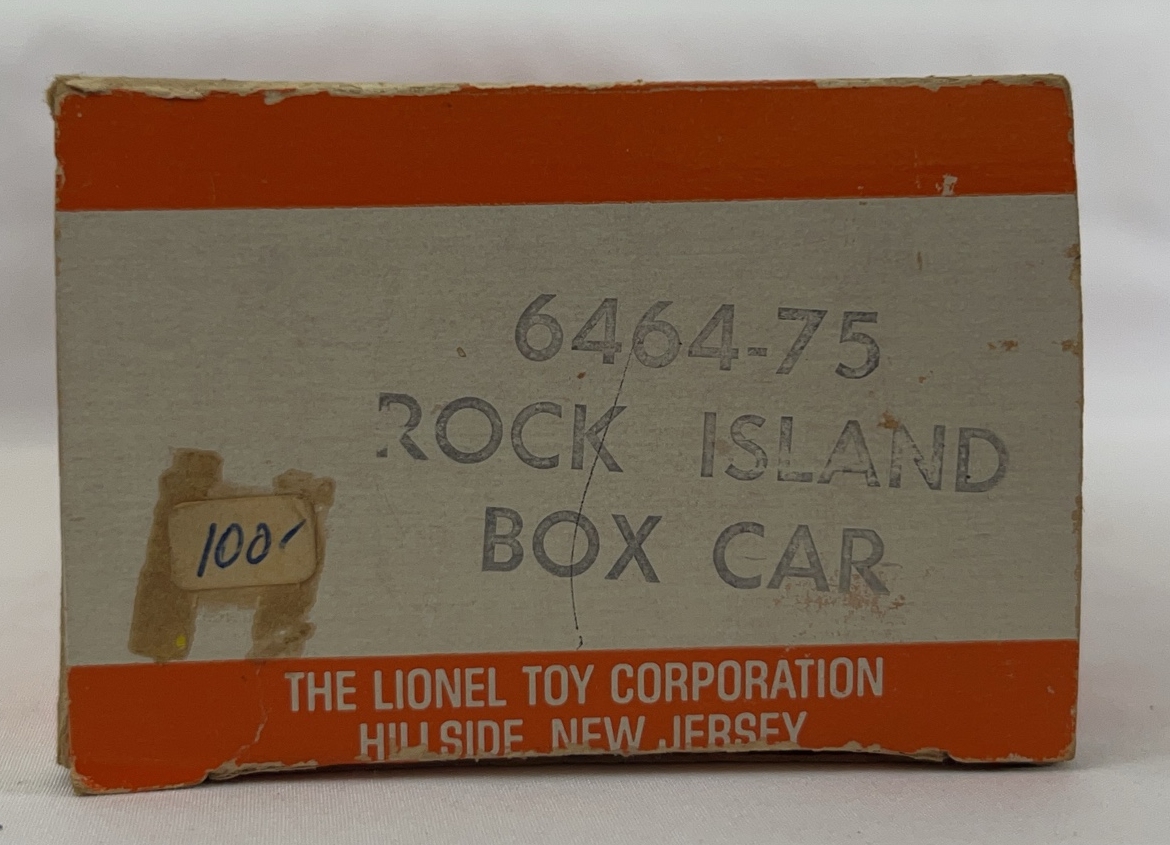 6464-75
ROCK ISLAND
BOX CAR
100-
THE LIONEL TOY CORPORATION
HILLSIDE, NEW JERSEY